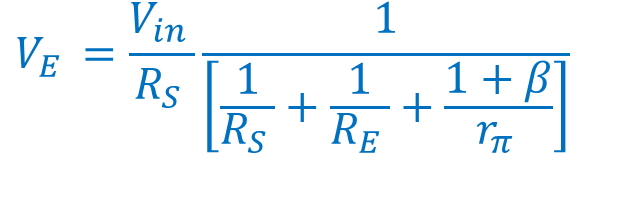 V_E = \frac{V_{in}}{R_S} \frac{1}{\left[ \frac{1}{R_S} + \frac{1}{R_E} + \frac{1 + \beta}{r_\pi} \right]}